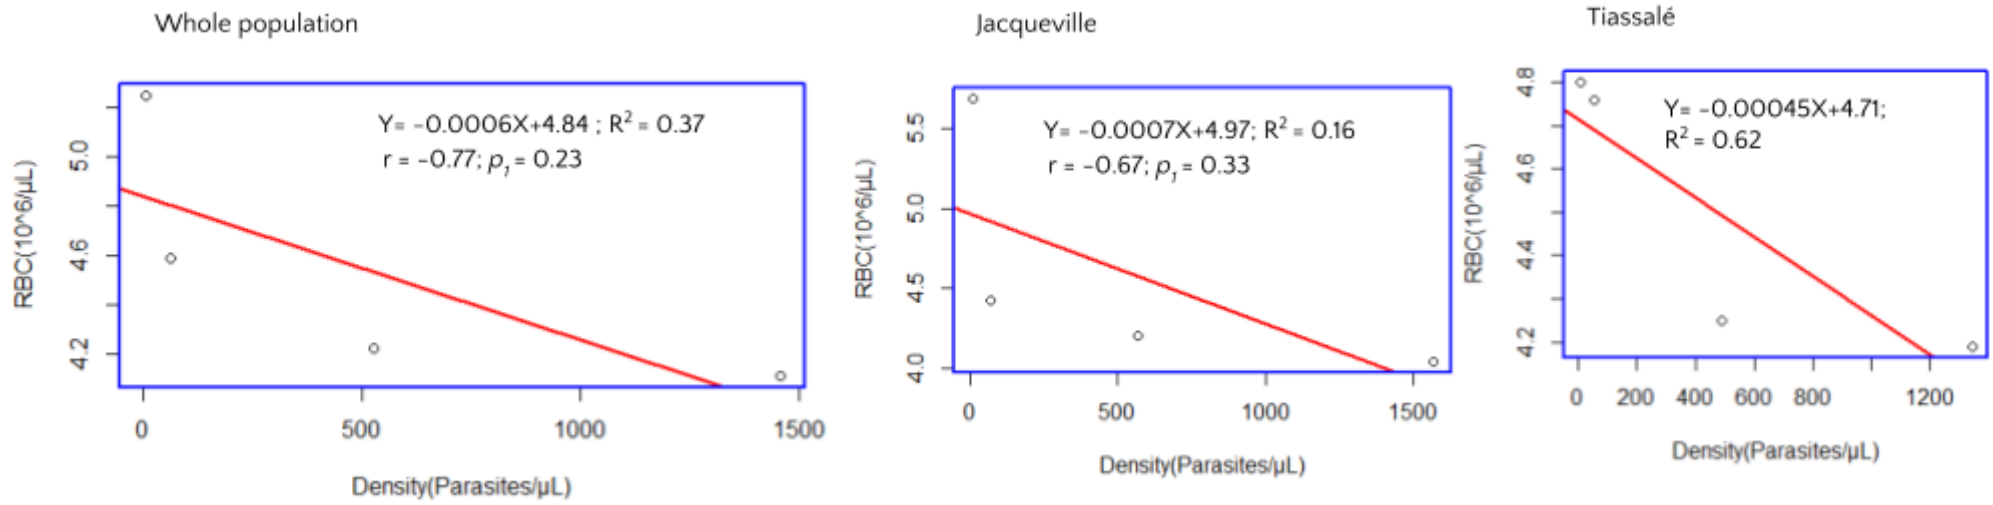 Whole population
Y= -0.0006X+4.84 ; R² = 0.37
r = -0.77; p₁ = 0.23
RBC(10^6/µL)
5.0
4.6
4.2
0 500 1000 1500
Density(Parasites/µL)
Jacqueville
Y= -0.0007X+4.97; R² = 0.16
r = -0.67; p₁ = 0.33
RBC(10^6/µL)
5.5
5.0
4.5
4.0
0 500 1000 1500
Density(Parasites/µL)
Tiassalé
Y= -0.00045X+4.71;
R² = 0.62
RBC(10^6/µL)
4.8
4.6
4.4
4.2
0 200 400 600 800 1200
Density(Parasites/µL)